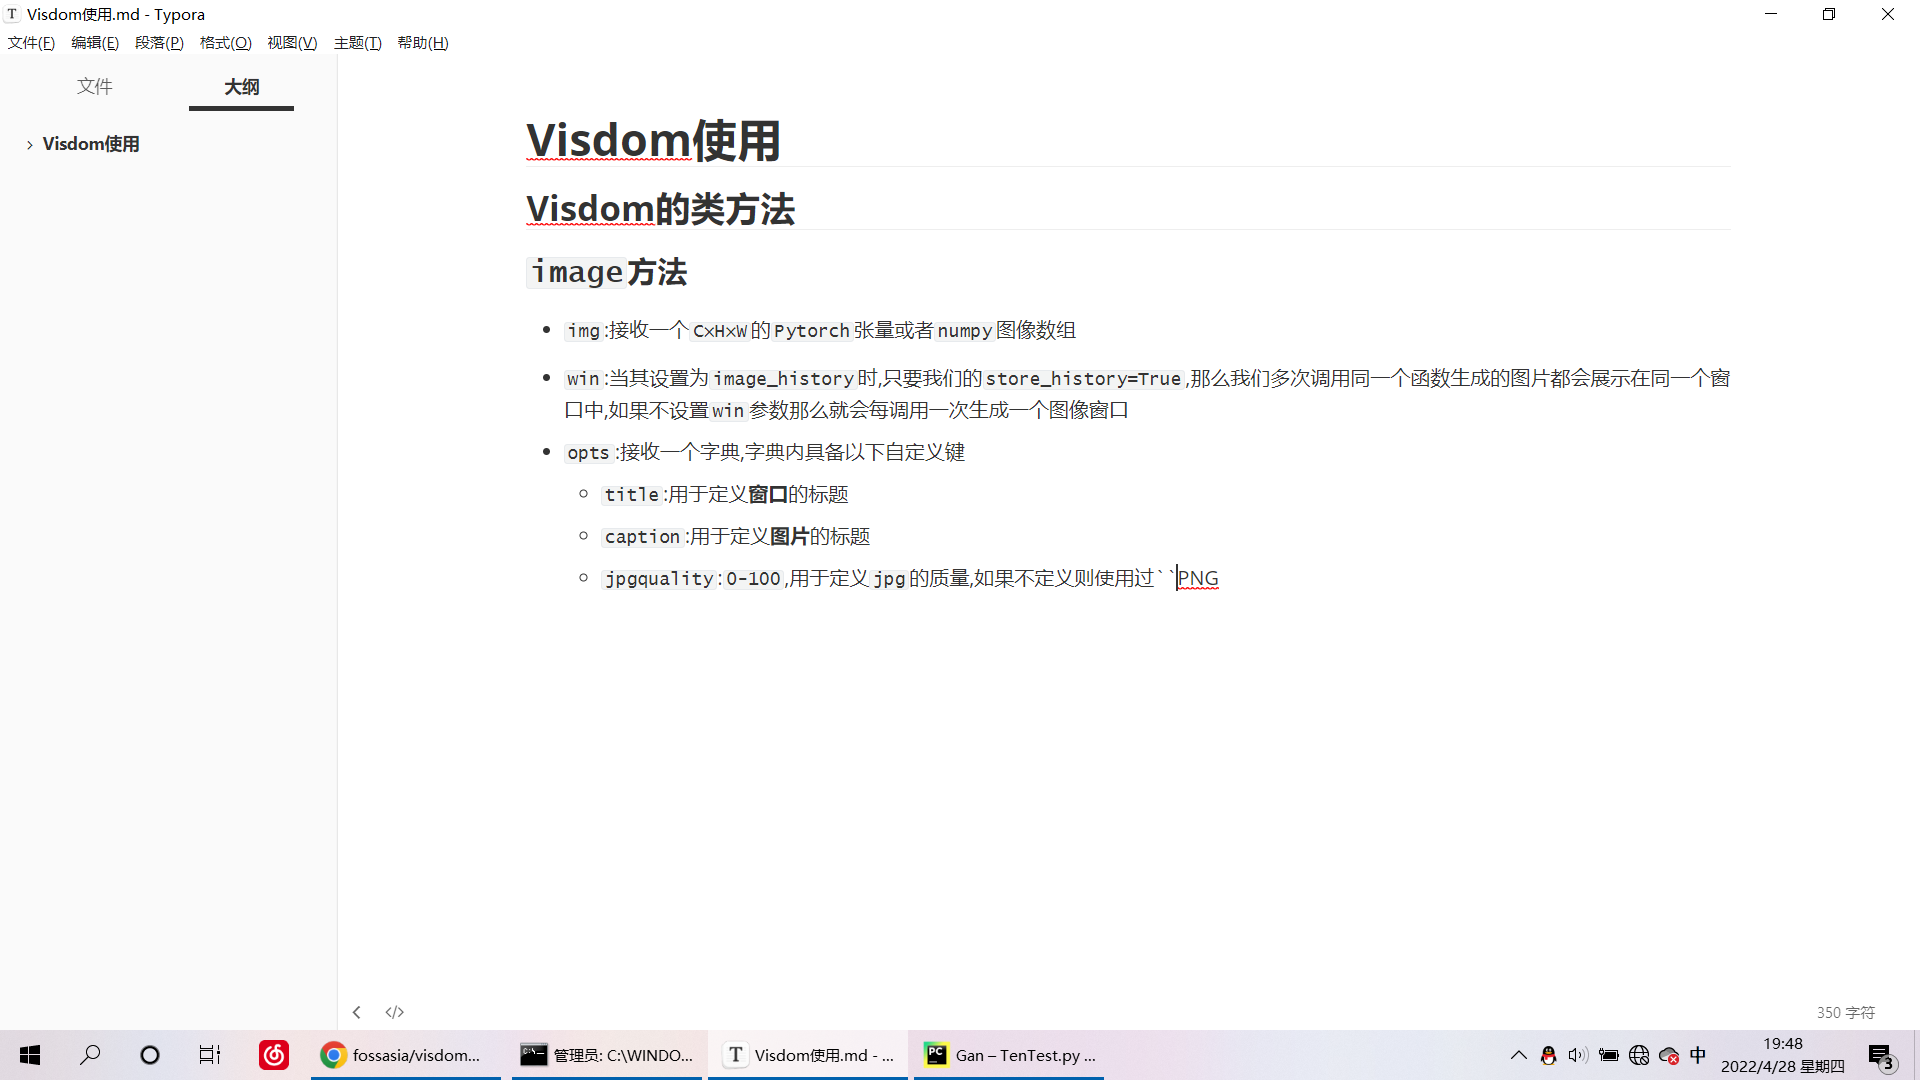 Visdom使用.md - Typora
文件(F) 编辑(E) 段落(P) 格式(O) 视图(V) 主题(T) 帮助(H)
文件 大纲
Visdom使用
Visdom使用
Visdom的类方法
image方法
img:接收一个C×H×W的Pytorch张量或者numpy图像数组
win:当其设置为image_history时,只要我们的store_history=True,那么我们多次调用同一个函数生成的图片都会展示在同一个窗
口中,如果不设置win参数那么就会每调用一次生成一个图像窗口
opts:接收一个字典,字典内具备以下自定义键
title:用于定义窗口的标题
caption:用于定义图片的标题
jpgquality:0-100,用于定义jpg的质量,如果不定义则使用过``PNG
350 字符
fossasia/visdom... 管理员: C:\WINDO... Visdom使用.md - ... Gan – TenTest.py ...
中
19:48
2022/4/28 星期四
3